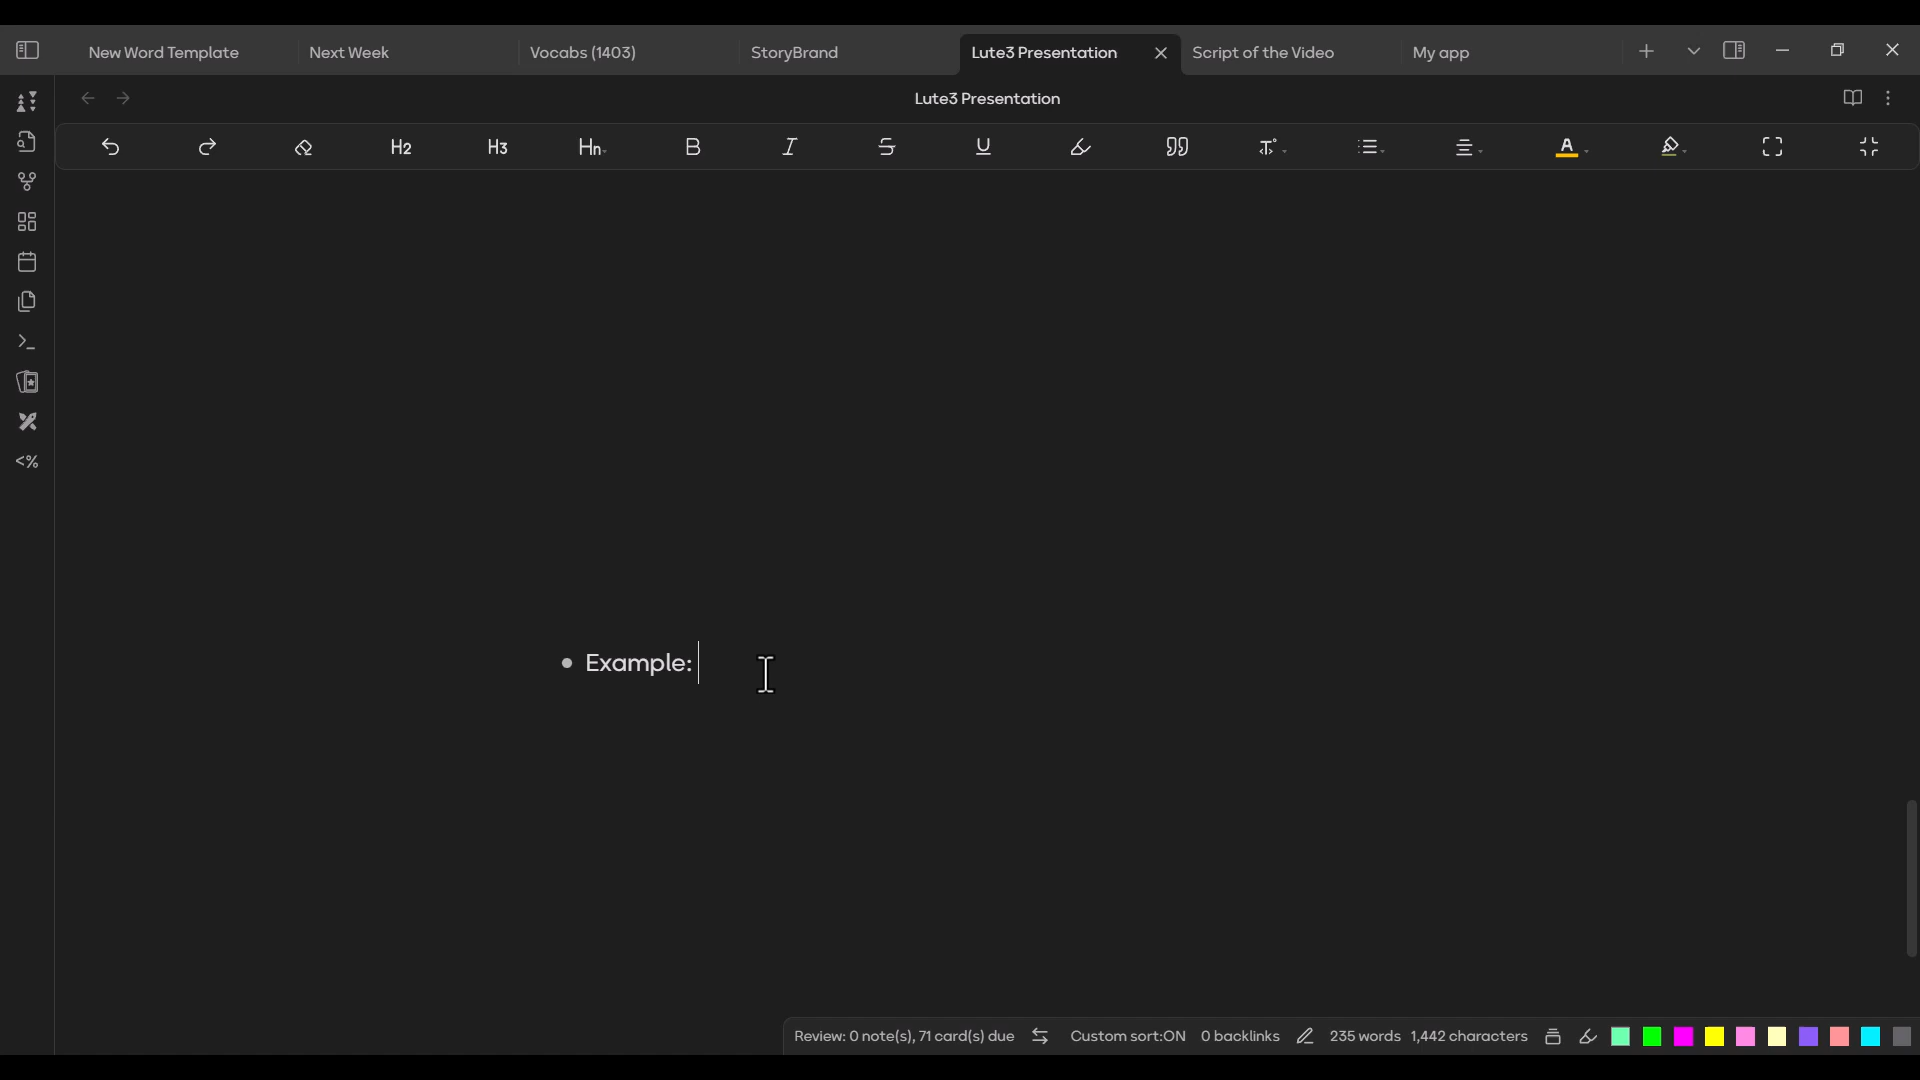 New Word Template
Next Week
Vocabs (1403)
StoryBrand
Lute3 Presentation
Script of the Video
My app
Lute3 Presentation
H2
H3
Hn
B
I
S
U
T
A
<%
Example:
Review: 0 note(s), 71 card(s) due
Custom sort:ON
0 backlinks
235 words
1,442 characters